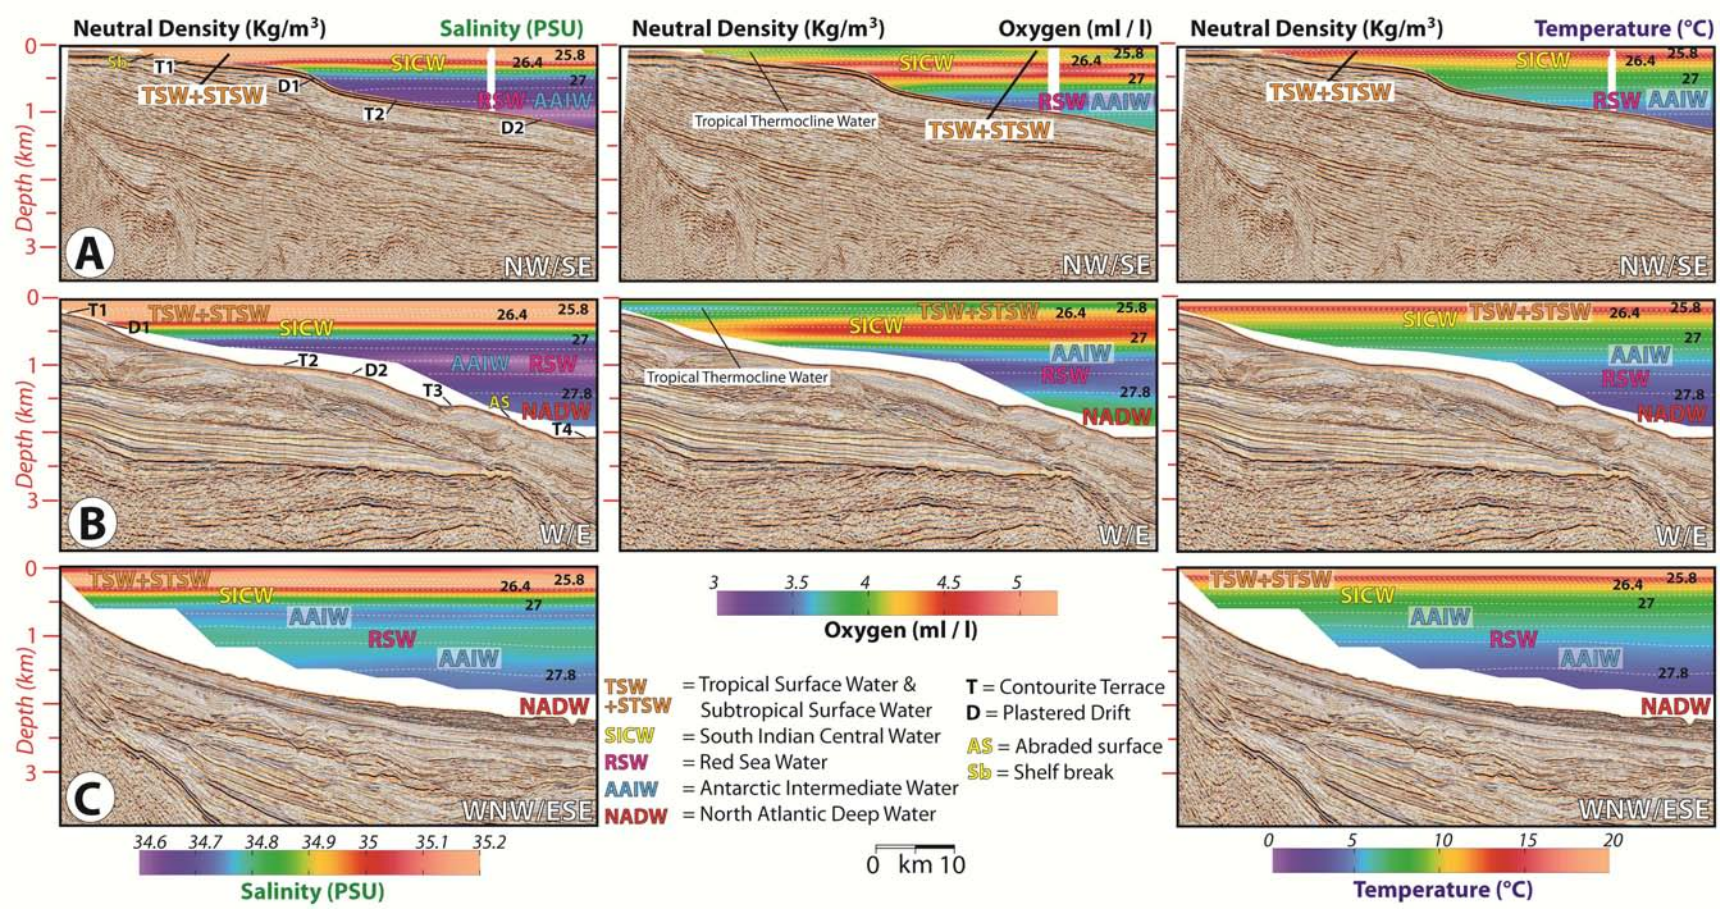 Neutral Density (Kg/m³) Salinity (PSU)
Neutral Density (Kg/m³) Oxygen (ml / l)
Neutral Density (Kg/m³) Temperature (°C)
0
1
3
Depth (km)
Sb
T1
TSW+STSW
D1
SICW
T2
D2
RSW AAIW
25.8
26.4
27
A
NW/SE
Tropical Thermocline Water
SICW
TSW+STSW
RSW AAIW
25.8
26.4
27
NW/SE
TSW+STSW
SICW
RSW AAIW
25.8
26.4
27
NW/SE
0
1
3
Depth (km)
T1
D1
TSW+STSW
SICW
26.4
25.8
27
T2
D2
AAIW RSW
T3
AS
27.8
NADW
T4
B
W/E
TSW+STSW
SICW
26.4
25.8
27
Tropical Thermocline Water
AAIW
RSW
27.8
NADW
W/E
TSW+STSW
SICW
26.4
25.8
27
AAIW
RSW
27.8
NADW
W/E
0
1
3
Depth (km)
TSW+STSW
SICW
26.4
25.8
27
AAIW
RSW
AAIW
27.8
NADW
C
WNW/ESE
3 3.5 4 4.5 5
Oxygen (ml / l)
TSW
+STSW
= Tropical Surface Water &
Subtropical Surface Water
SICW = South Indian Central Water
RSW = Red Sea Water
AAIW = Antarctic Intermediate Water
NADW = North Atlantic Deep Water
T = Contourite Terrace
D = Plastered Drift
AS = Abraded surface
Sb = Shelf break
0 km 10
TSW+STSW
SICW
26.4
25.8
27
AAIW
RSW
AAIW
27.8
NADW
WNW/ESE
34.6 34.7 34.8 34.9 35 35.1 35.2
Salinity (PSU)
0 5 10 15 20
Temperature (°C)